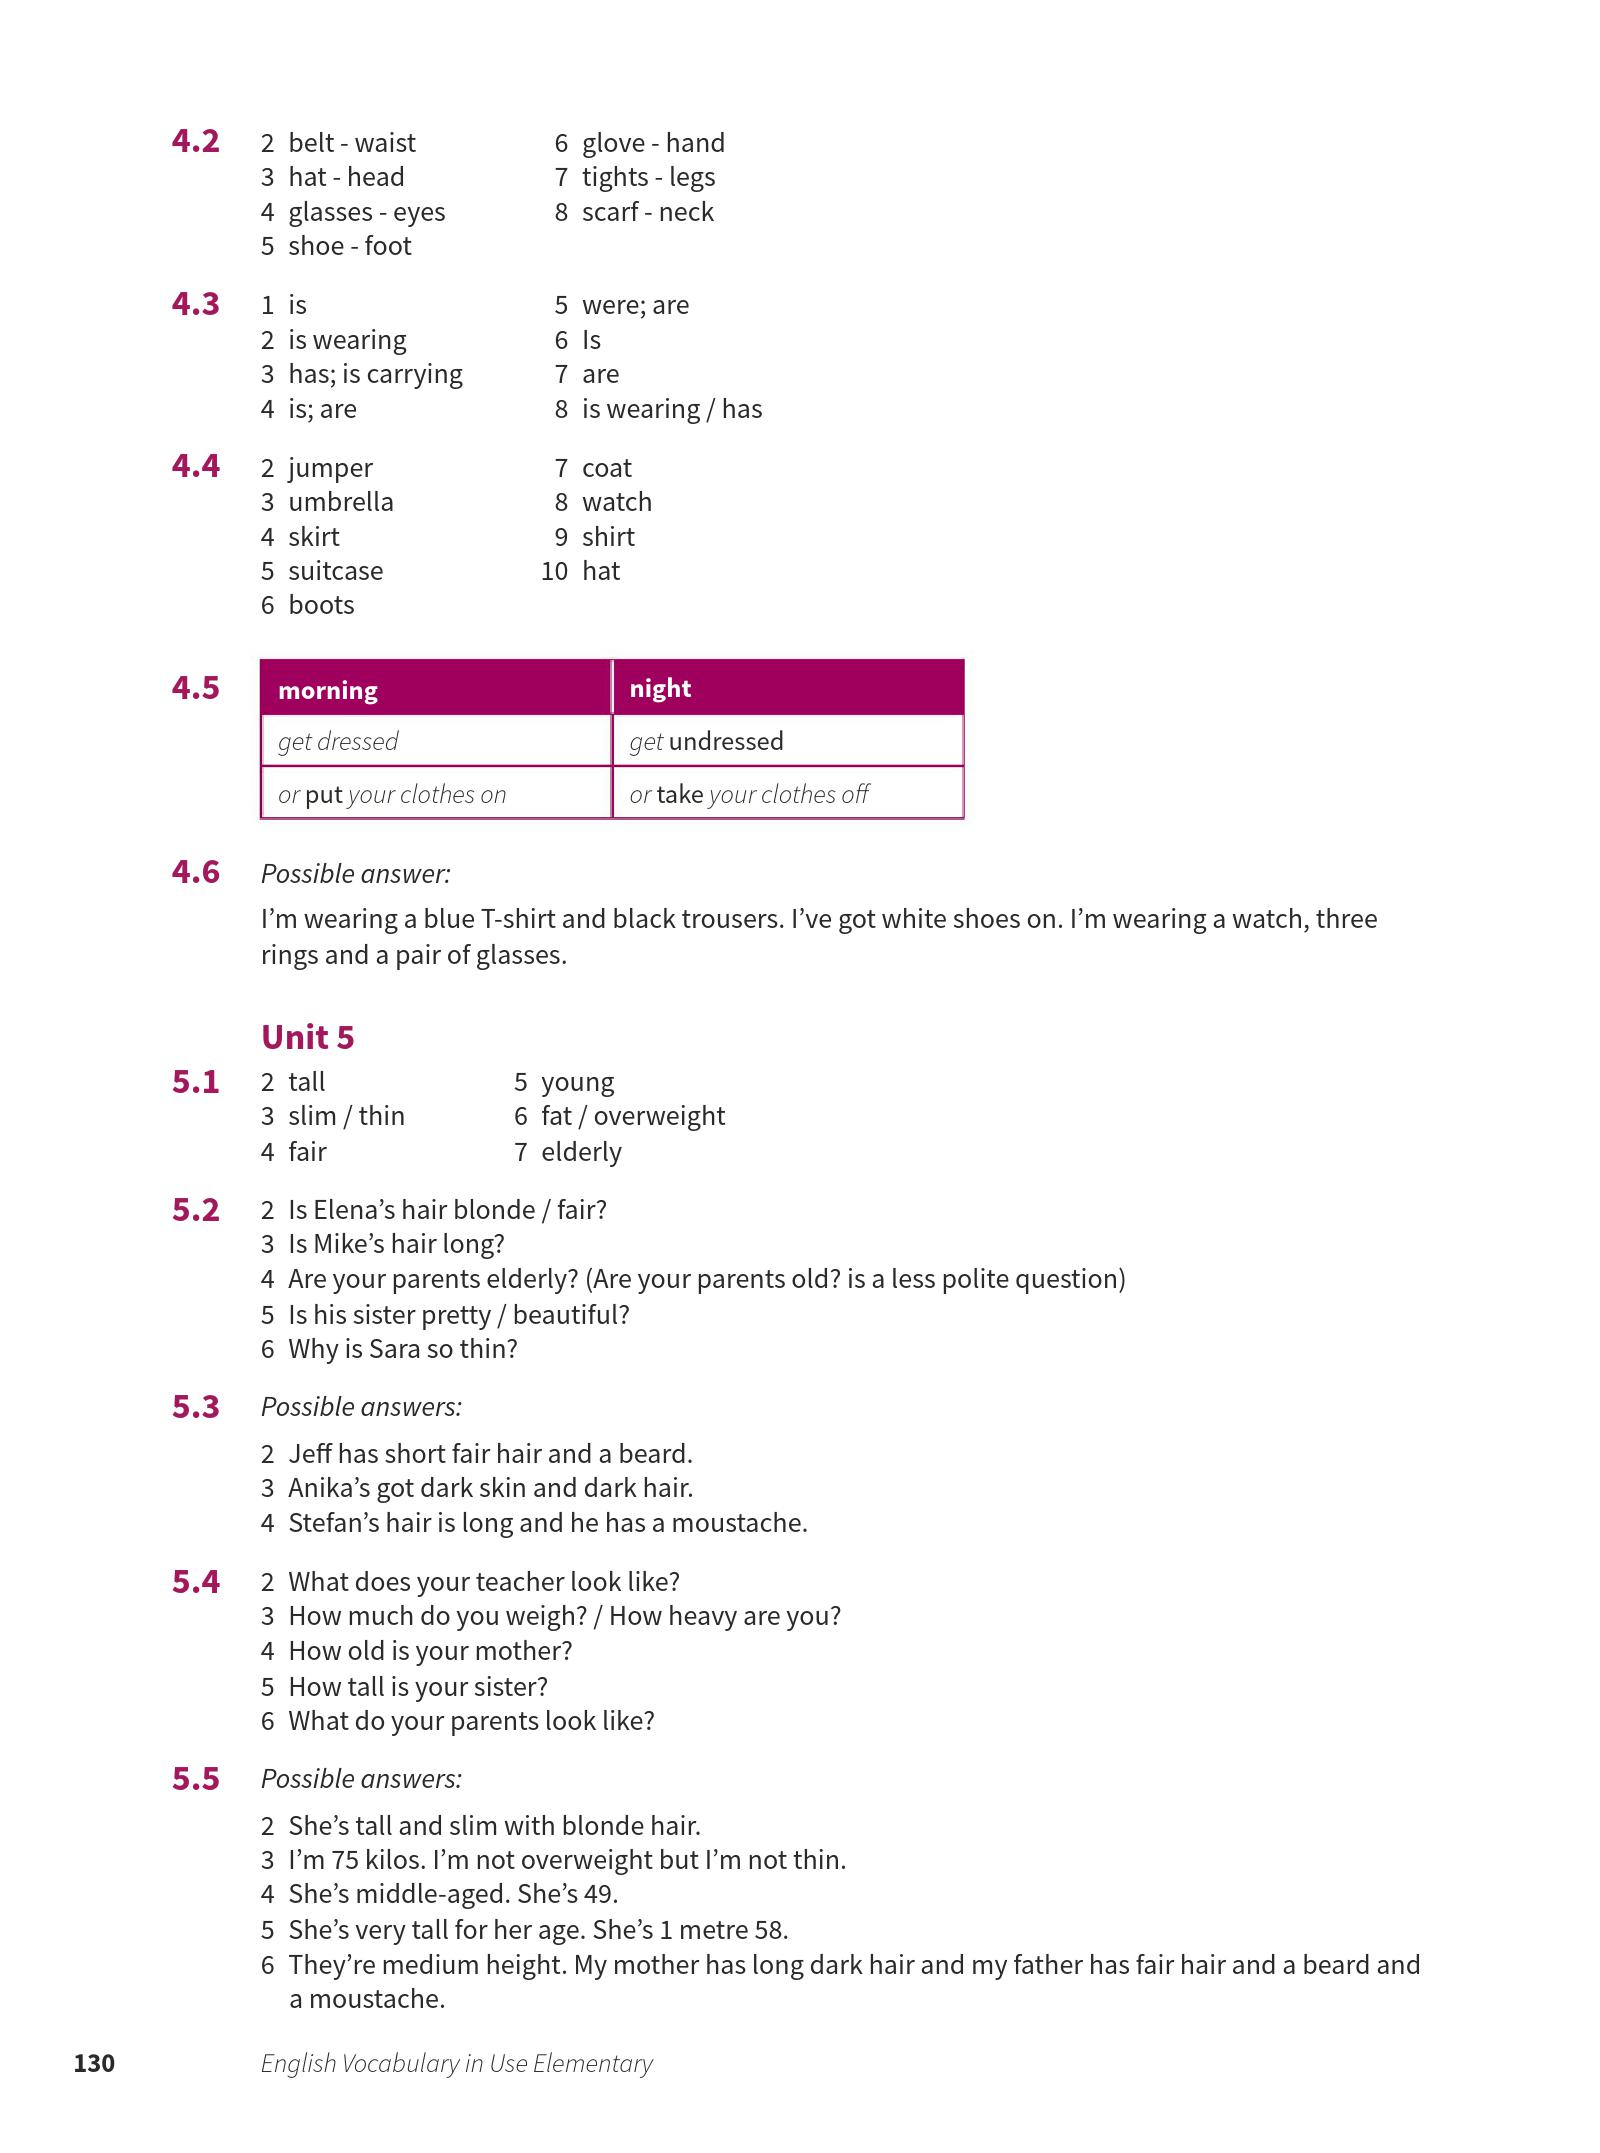 4.2
2 belt - waist
3 hat - head
4 glasses - eyes
5 shoe - foot
6 glove - hand
7 tights - legs
8 scarf - neck
4.3
1 is
2 is wearing
3 has; is carrying
4 is; are
5 were; are
6 Is
7 are
8 is wearing / has
4.4
2 jumper
3 umbrella
4 skirt
5 suitcase
6 boots
7 coat
8 watch
9 shirt
10 hat
4.5
morning night
get dressed get undressed
or put your clothes on or take your clothes off
4.6 Possible answer:
I’m wearing a blue T-shirt and black trousers. I’ve got white shoes on. I’m wearing a watch, three
rings and a pair of glasses.
Unit 5
5.1
2 tall
3 slim / thin
4 fair
5 young
6 fat / overweight
7 elderly
5.2
2 Is Elena’s hair blonde / fair?
3 Is Mike’s hair long?
4 Are your parents elderly? (Are your parents old? is a less polite question)
5 Is his sister pretty / beautiful?
6 Why is Sara so thin?
5.3 Possible answers:
2 Jeff has short fair hair and a beard.
3 Anika’s got dark skin and dark hair.
4 Stefan’s hair is long and he has a moustache.
5.4
2 What does your teacher look like?
3 How much do you weigh? / How heavy are you?
4 How old is your mother?
5 How tall is your sister?
6 What do your parents look like?
5.5 Possible answers:
2 She’s tall and slim with blonde hair.
3 I’m 75 kilos. I’m not overweight but I’m not thin.
4 She’s middle-aged. She’s 49.
5 She’s very tall for her age. She’s 1 metre 58.
6 They’re medium height. My mother has long dark hair and my father has fair hair and a beard and
a moustache.
130 English Vocabulary in Use Elementary